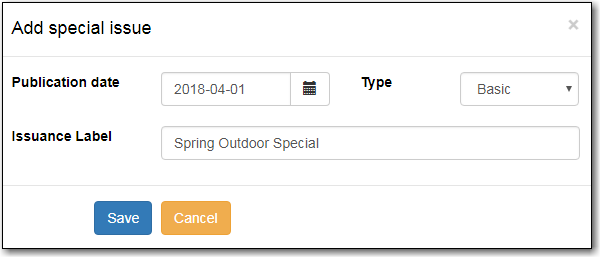 Add special issue ×
Publication date 2018-04-01 Type Basic
Issuance Label Spring Outdoor Special
Save Cancel